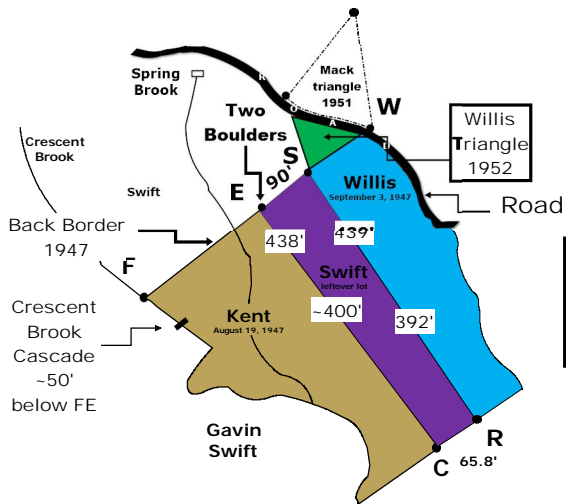 Mack
triangle
1951
Spring
Brook
R
O
A
D
W
Two
Boulders
Willis
Triangle
1952
S
Crescent
Brook
90'
Willis
September 3, 1947
Swift
E
Road
Back Border
1947
438'
439'
F
Swift
leftover lot
~400'
392'
Crescent
Brook
Cascade
~50'
below FE
Kent
August 19, 1947
Gavin
Swift
R
C
65.8'